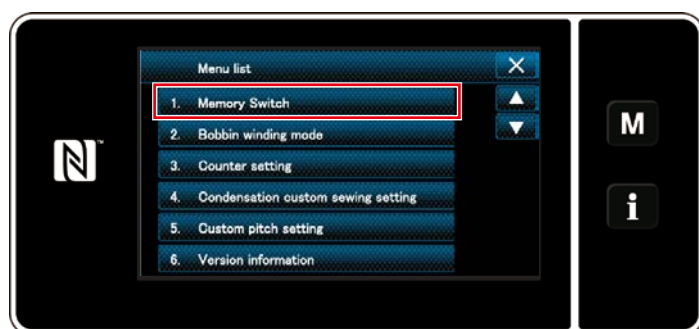 Menu list
1. Memory Switch
2. Bobbin winding mode
3. Counter setting
4. Condensation custom sewing setting
5. Custom pitch setting
6. Version information
N
M
i